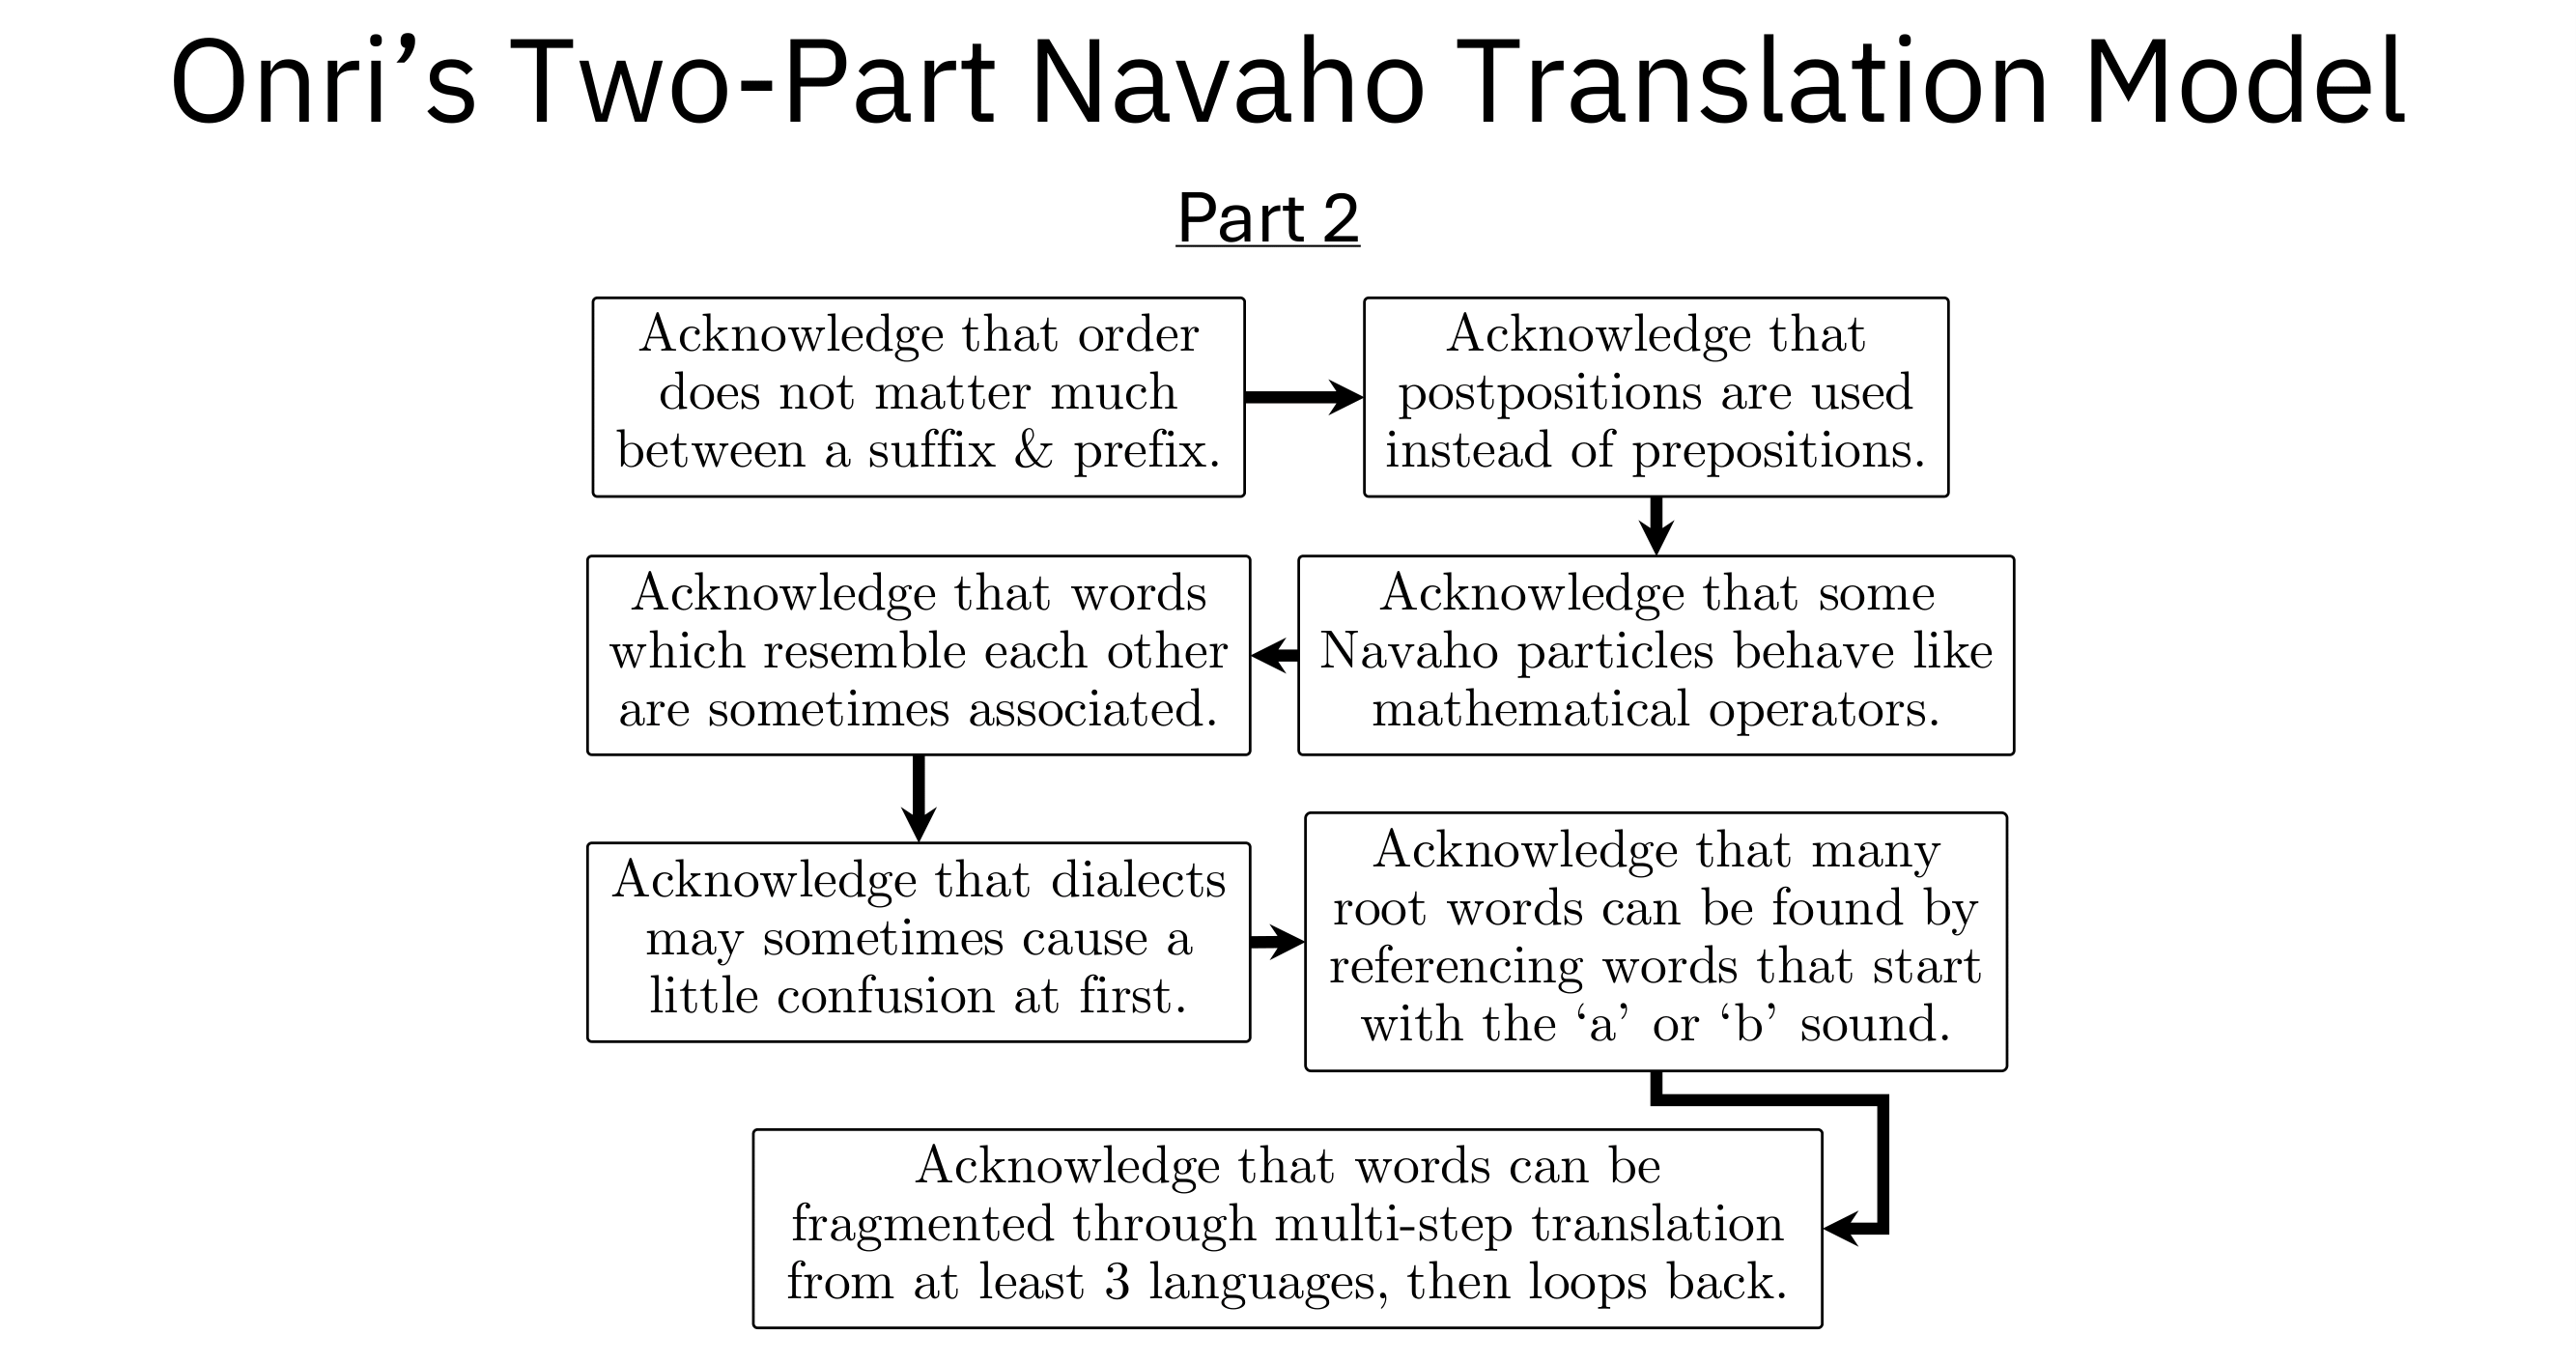 Onri’s Two-Part Navaho Translation Model
Part 2
Acknowledge that order
does not matter much
between a suffix & prefix.
Acknowledge that
postpositions are used
instead of prepositions.
Acknowledge that some
Navaho particles behave like
mathematical operators.
Acknowledge that words
which resemble each other
are sometimes associated.
Acknowledge that dialects
may sometimes cause a
little confusion at first.
Acknowledge that many
root words can be found by
referencing words that start
with the ‘a’ or ‘b’ sound.
Acknowledge that words can be
fragmented through multi-step translation
from at least 3 languages, then loops back.